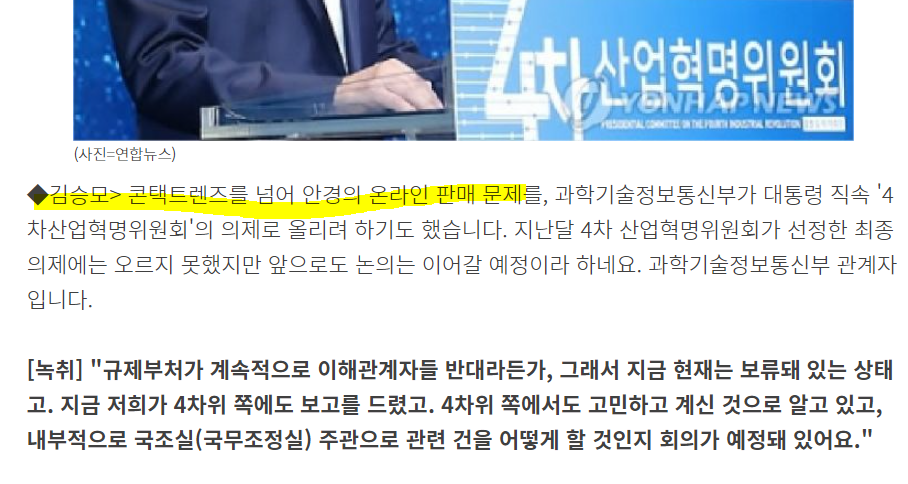 4차 산업혁명위원회
YONHAP NEWS
PRESIDENTIAL COMMITTEE ON THE FOURTH INDUSTRIAL REVOLUTION
(사진=연합뉴스)
◆김승모> 콘택트렌즈를 넘어 안경의 온라인 판매 문제를, 과학기술정보통신부가 대통령 직속 '4
차산업혁명위원회'의 의제로 올리려 하기도 했습니다. 지난달 4차 산업혁명위원회가 선정한 최종
의제에는 오르지 못했지만 앞으로도 논의는 이어갈 예정이라 하네요. 과학기술정보통신부 관계자
입니다.
[녹취] "규제부처가 계속적으로 이해관계자들 반대라든가, 그래서 지금 현재는 보류돼 있는 상태
고. 지금 저희가 4차위 쪽에도 보고를 드렸고. 4차위 쪽에서도 고민하고 계신 것으로 알고 있고,
내부적으로 국조실(국무조정실) 주관으로 관련 건을 어떻게 할 것인지 회의가 예정돼 있어요."